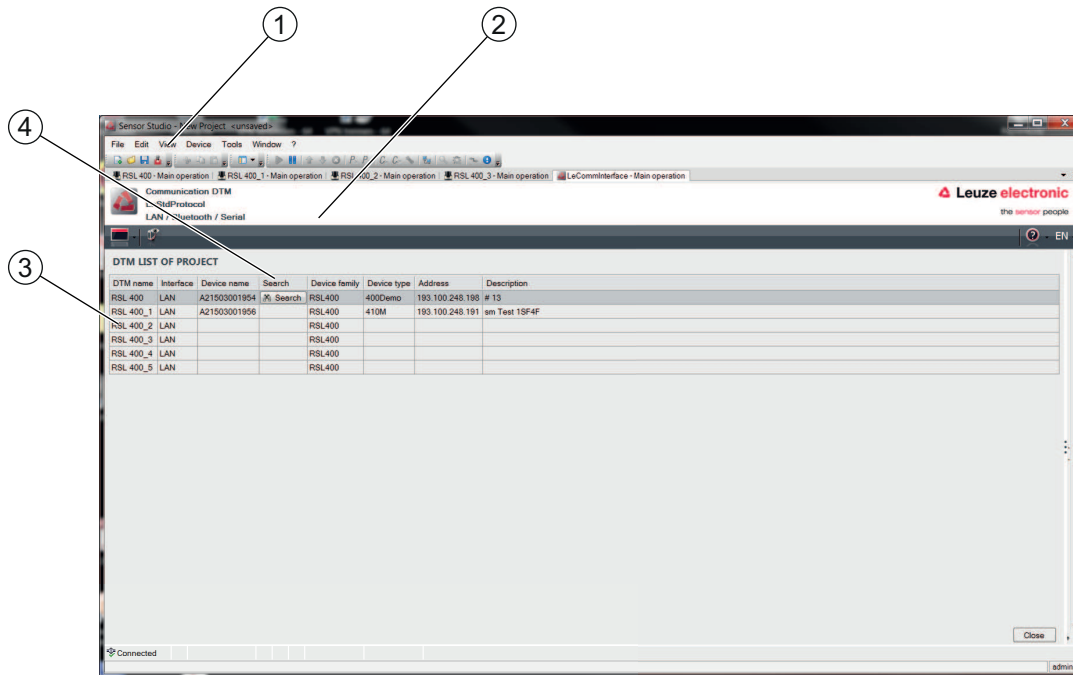 1
2
4
3
Sensor Studio - New Project <unsaved>
File Edit View Device Tools Window ?
RSL 400 - Main operation RSL 400_1 - Main operation RSL 400_2 - Main operation RSL 400_3 - Main operation LeCommInterface - Main operation
Communication DTM
LeStdProtocol
LAN / Bluetooth / Serial
Leuze electronic
the sensor people
EN
DTM LIST OF PROJECT
DTM name Interface Device name Search Device family Device type Address Description
RSL 400 LAN A21503001954 Search RSL400 400Demo 193.100.248.198 # 13
RSL 400_1 LAN A21503001956 RSL400 410M 193.100.248.191 sm Test 1SF4F
RSL 400_2 LAN RSL400
RSL 400_3 LAN RSL400
RSL 400_4 LAN RSL400
RSL 400_5 LAN RSL400
Close
Connected
admin